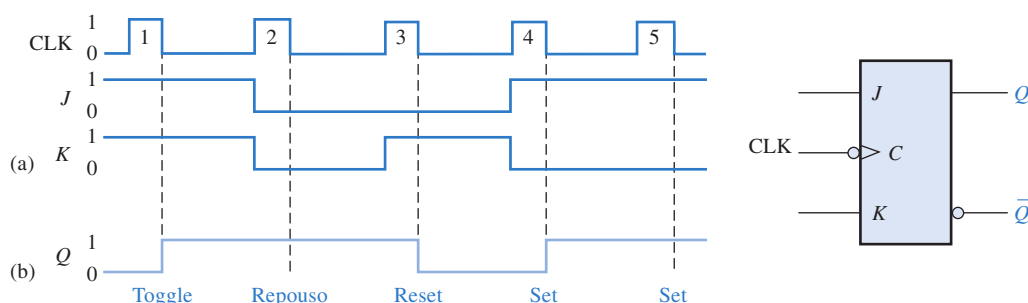 CLK 1 0 1 2 3 4 5
J 1 0
K 1 0
(a)
Q 1 0
(b)
Toggle Repouso Reset Set Set
J Q
CLK C
K Q̅